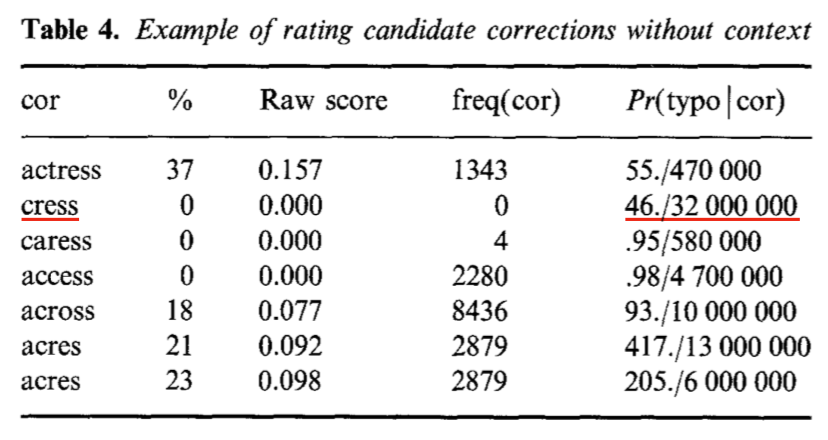 Table 4. Example of rating candidate corrections without context
cor % Raw score freq(cor) Pr(typo|cor)
actress 37 0.157 1343 55./470 000
cress 0 0.000 0 46./32 000 000
caress 0 0.000 4 .95/580 000
access 0 0.000 2280 .98/4 700 000
across 18 0.077 8436 93./10 000 000
acres 21 0.092 2879 417./13 000 000
acres 23 0.098 2879 205./6 000 000